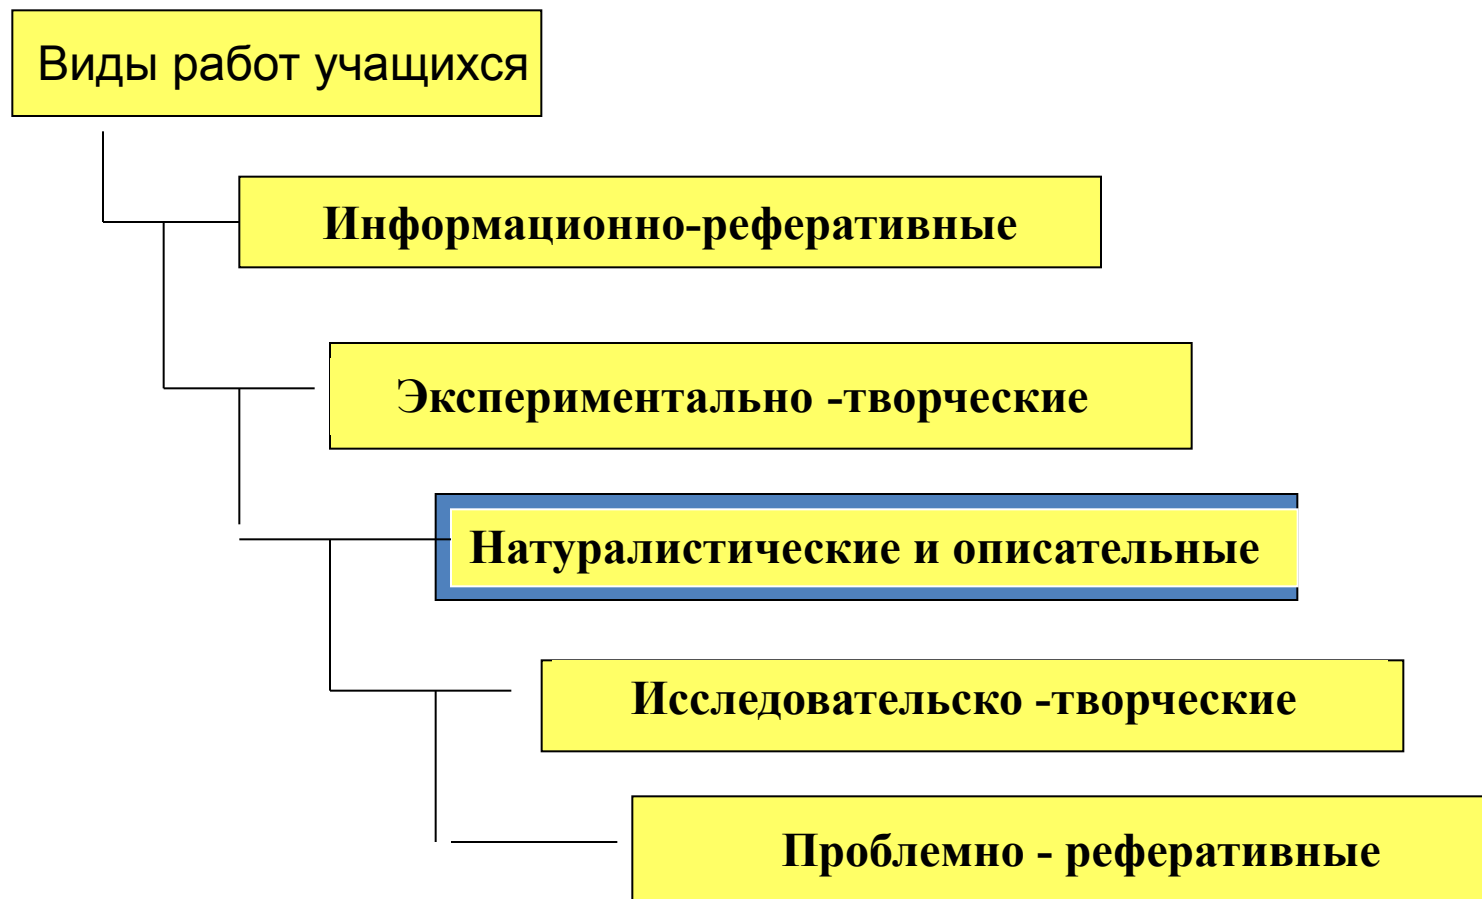 Виды работ учащихся
Информационно-реферативные
Экспериментально -творческие
Натуралистические и описательные
Исследовательско -творческие
Проблемно - реферативные